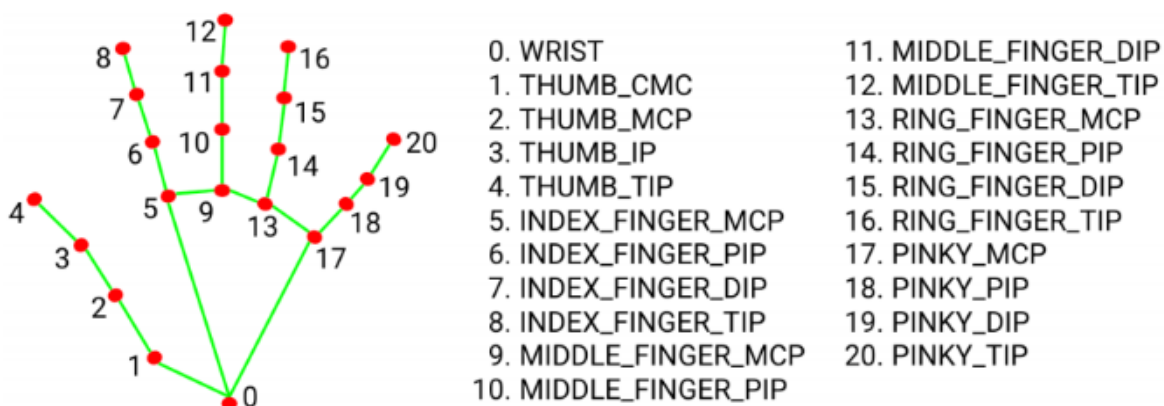 12
8
16
11
7
15
10
6
14
20
19
4
5
9
13
18
3
17
2
1
0
0. WRIST
1. THUMB_CMC
2. THUMB_MCP
3. THUMB_IP
4. THUMB_TIP
5. INDEX_FINGER_MCP
6. INDEX_FINGER_PIP
7. INDEX_FINGER_DIP
8. INDEX_FINGER_TIP
9. MIDDLE_FINGER_MCP
10. MIDDLE_FINGER_PIP
11. MIDDLE_FINGER_DIP
12. MIDDLE_FINGER_TIP
13. RING_FINGER_MCP
14. RING_FINGER_PIP
15. RING_FINGER_DIP
16. RING_FINGER_TIP
17. PINKY_MCP
18. PINKY_PIP
19. PINKY_DIP
20. PINKY_TIP